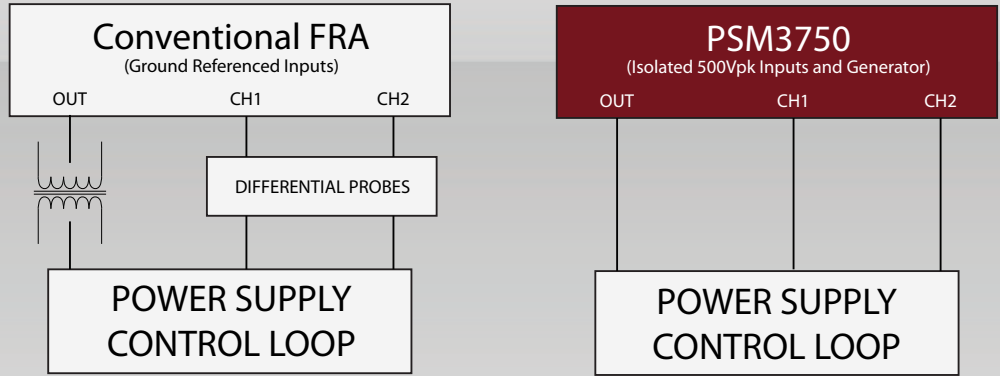 Conventional FRA
(Ground Referenced Inputs)
OUT CH1 CH2
DIFFERENTIAL PROBES
POWER SUPPLY
CONTROL LOOP
PSM3750
(Isolated 500Vpk Inputs and Generator)
OUT CH1 CH2
POWER SUPPLY
CONTROL LOOP